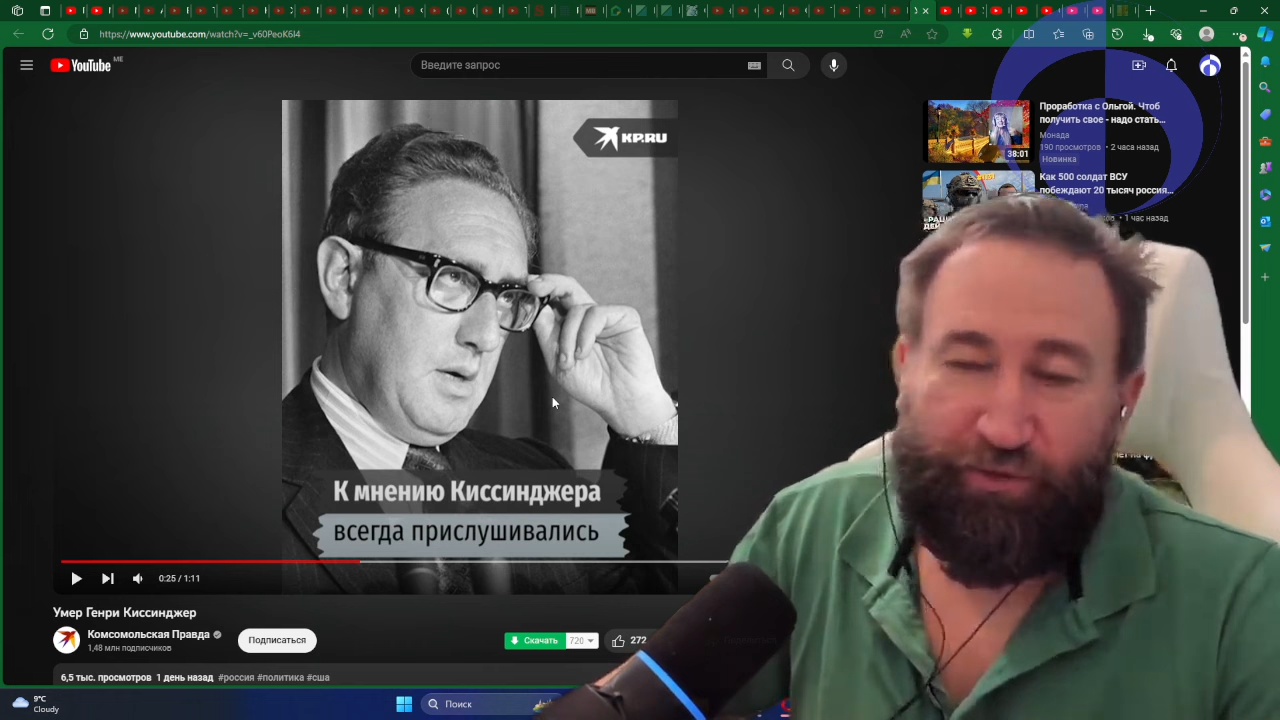 https://www.youtube.com/watch?v=_v60PeoK6I4
YouTube ME
Введите запрос
KP.RU
К мнению Киссинджера
всегда прислушивались
0:25 / 1:11
Умер Генри Киссинджер
Комсомольская Правда
1,48 млн подписчиков
Подписаться
Скачать
720
272
6,5 тыс. просмотров 1 день назад #россия #политика #сша
Проработка с Ольгой. Чтоб
получить свое - надо стать...
Монада
190 просмотров • 2 часа назад
Новинка
38:01
Как 500 солдат ВСУ
побеждают 20 тысяч россия...
• 1 час назад
9°C
Cloudy
Поиск